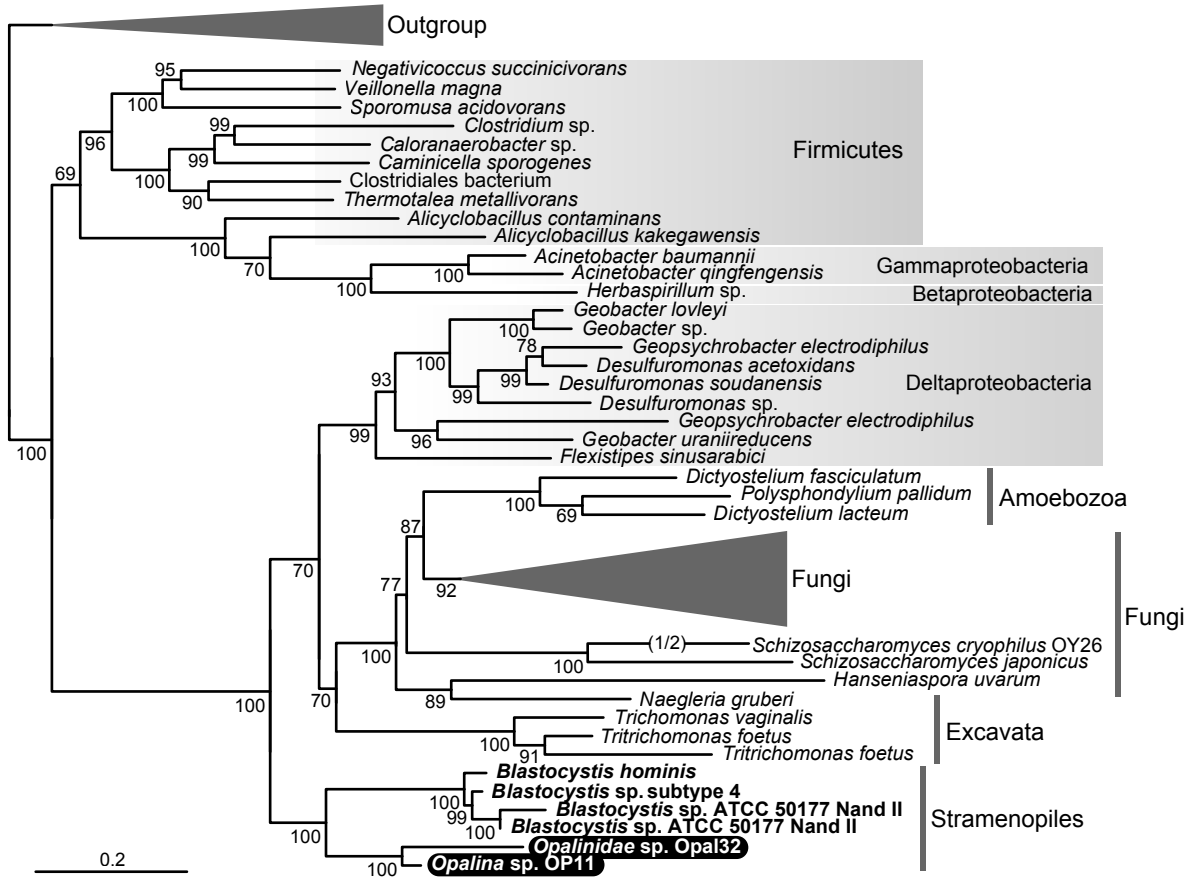 Outgroup
95
Negativicoccus succinicivorans
Veillonella magna
100
Sporomusa acidovorans
96
99
Clostridium sp.
Caloranaerobacter sp.
99
Caminicella sporogenes
Firmicutes
69
100
Clostridiales bacterium
90
Thermotalea metallivorans
Alicyclobacillus contaminans
100
Alicyclobacillus kakegawensis
70
Acinetobacter baumannii
100
Acinetobacter qingfengensis
Gammaproteobacteria
100
Herbaspirillum sp.
Betaproteobacteria
Geobacter lovleyi
100
Geobacter sp.
78
Geopsychrobacter electrodiphilus
100
Desulfuromonas acetoxidans
99
Desulfuromonas soudanensis
Deltaproteobacteria
93
99
Desulfuromonas sp.
Geopsychrobacter electrodiphilus
99
96
Geobacter uraniireducens
100
Flexistipes sinusarabici
Dictyostelium fasciculatum
100
Polysphondylium pallidum
Amoebozoa
69
Dictyostelium lacteum
87
70
77
92
Fungi
Fungi
(1/2)
Schizosaccharomyces cryophilus OY26
100
100
Schizosaccharomyces japonicus
Hanseniaspora uvarum
100
70
89
Naegleria gruberi
Trichomonas vaginalis
100
Tritrichomonas foetus
Excavata
91
Tritrichomonas foetus
Blastocystis hominis
100
Blastocystis sp. subtype 4
99
Blastocystis sp. ATCC 50177 Nand II
100
Blastocystis sp. ATCC 50177 Nand II
Stramenopiles
100
Opalinidae sp. Opal32
100
Opalina sp. OP11
0.2